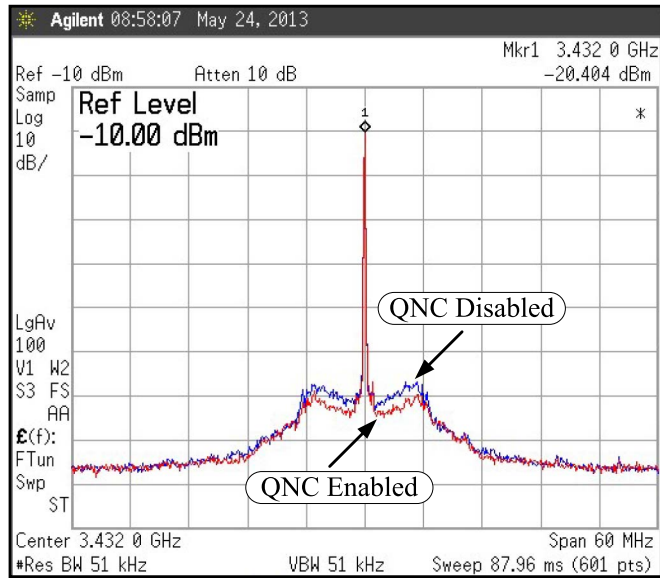 Agilent 08:58:07 May 24, 2013
Mkr1 3.432 0 GHz
Ref -10 dBm Atten 10 dB -20.404 dBm
Samp
Log
10
dB/
Ref Level
-10.00 dBm
1
*
QNC Disabled
LgAv
100
V1 W2
S3 FS
AA
£(f):
FTun
Swp
ST
QNC Enabled
Center 3.432 0 GHz Span 60 MHz
#Res BW 51 kHz VBW 51 kHz Sweep 87.96 ms (601 pts)